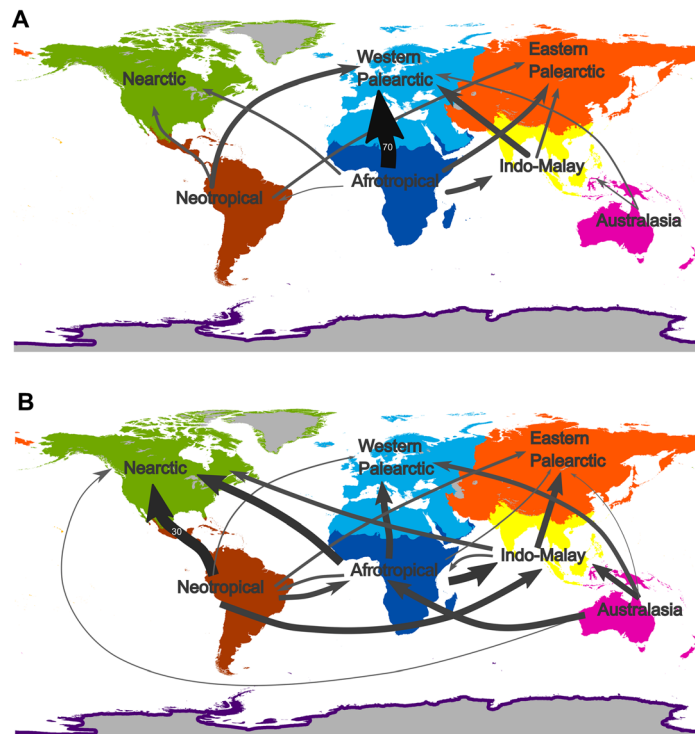 A
Western
Palearctic
Eastern
Palearctic
Nearctic
70
Indo-Malay
Neotropical
Afrotropical
Australasia
B
Western
Palearctic
Eastern
Palearctic
Nearctic
30
Indo-Malay
Neotropical
Afrotropical
Australasia